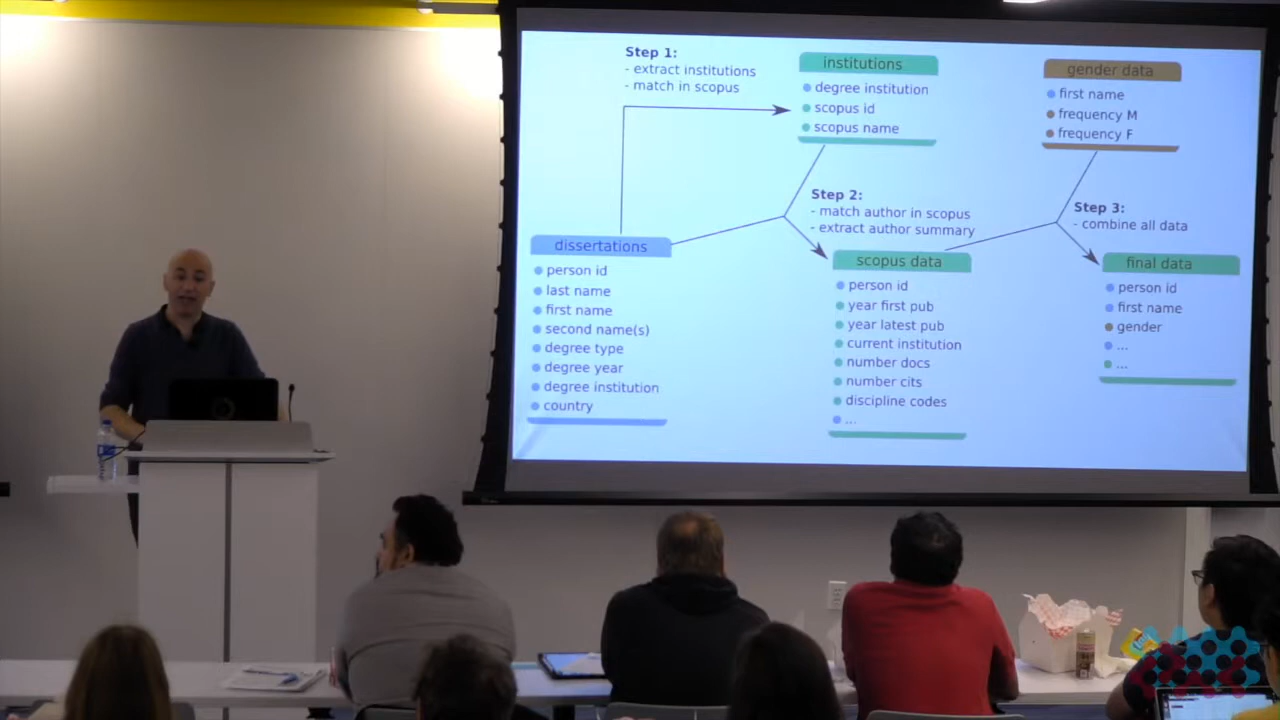 Step 1:
- extract institutions
- match in scopus
institutions
degree institution
scopus id
scopus name
gender data
first name
frequency M
frequency F
Step 2:
- match author in scopus
- extract author summary
Step 3:
- combine all data
dissertations
person id
last name
first name
second name(s)
degree type
degree year
degree institution
country
scopus data
person id
year first pub
year latest pub
current institution
number docs
number cits
discipline codes
...
final data
person id
first name
gender
...
...